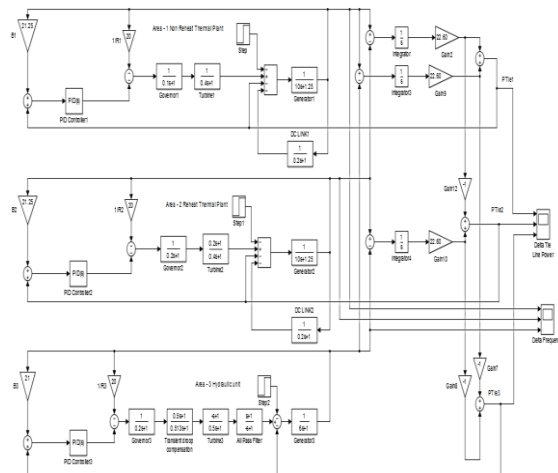 21.25
B1
20
1/R1
Area - 1 Non Reheat Thermal Plant
Step
PID(s)
PID Controller1
1
0.1s+1
Governor1
1
0.4s+1
Turbine1
1
10s+1.25
Generator1
DC LINK1
1
0.2s+1
1
s
Integrator
22.60
Gain2
1
s
Integrator3
22.60
Gain9
PTie1
21.25
B2
20
1/R2
Area - 2 Reheat Thermal Plant
Step1
PID(s)
PID Controller2
1
0.2s+1
Governor2
0.2s+1
0.4s+1
Turbine2
1
10s+1.25
Generator2
DC LINK2
1
0.2s+1
1
s
Integrator4
22.60
Gain10
-1
Gain12
PTie2
Delta Tie
Line Power
Delta Frequen
21
B3
20
1/R3
Area - 3 Hydraulic unit
Step2
PID(s)
PID Controller3
1
0.2s+1
Governor3
0.5s+1
0.513s+1
Transient droop
compensation
-s+1
0.5s+1
Turbine3
s-1
-s+1
All Pass Filter
1
6s+1
Generator3
-1
Gain8
-1
Gain7
PTie3